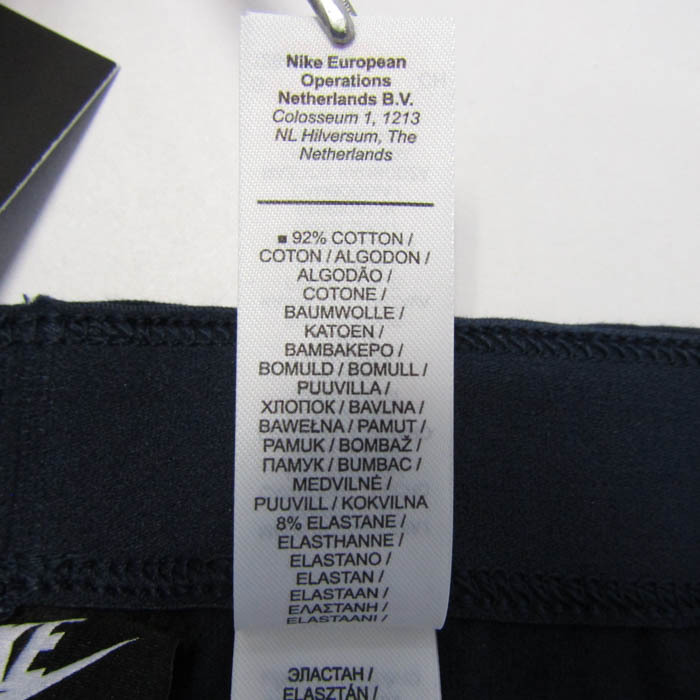 Nike European
Operations
Netherlands B.V.
Colosseum 1, 1213
NL Hilversum, The
Netherlands
■ 92% COTTON /
COTON / ALGODON /
ALGODÃO /
COTONE /
BAUMWOLLE /
KATOEN /
ΒΑΜΒΑΚΕΡΟ /
BOMULD / BOMULL /
PUUVILLA /
ХЛОПОК / BAVLNA /
BAWEŁNA / PAMUT /
PAMUK / BOMBAŽ /
ПАМУК / BUMBAC /
MEDVILNĖ /
PUUVILL / KOKVILNA
8% ELASTANE /
ELASTHANNE /
ELASTANO /
ELASTAN /
ELASTAAN /
ΕΛΑΣΤΑΝΗ /
ELASTAANI /
ЭЛАСТАН /
ELASZTÁN /